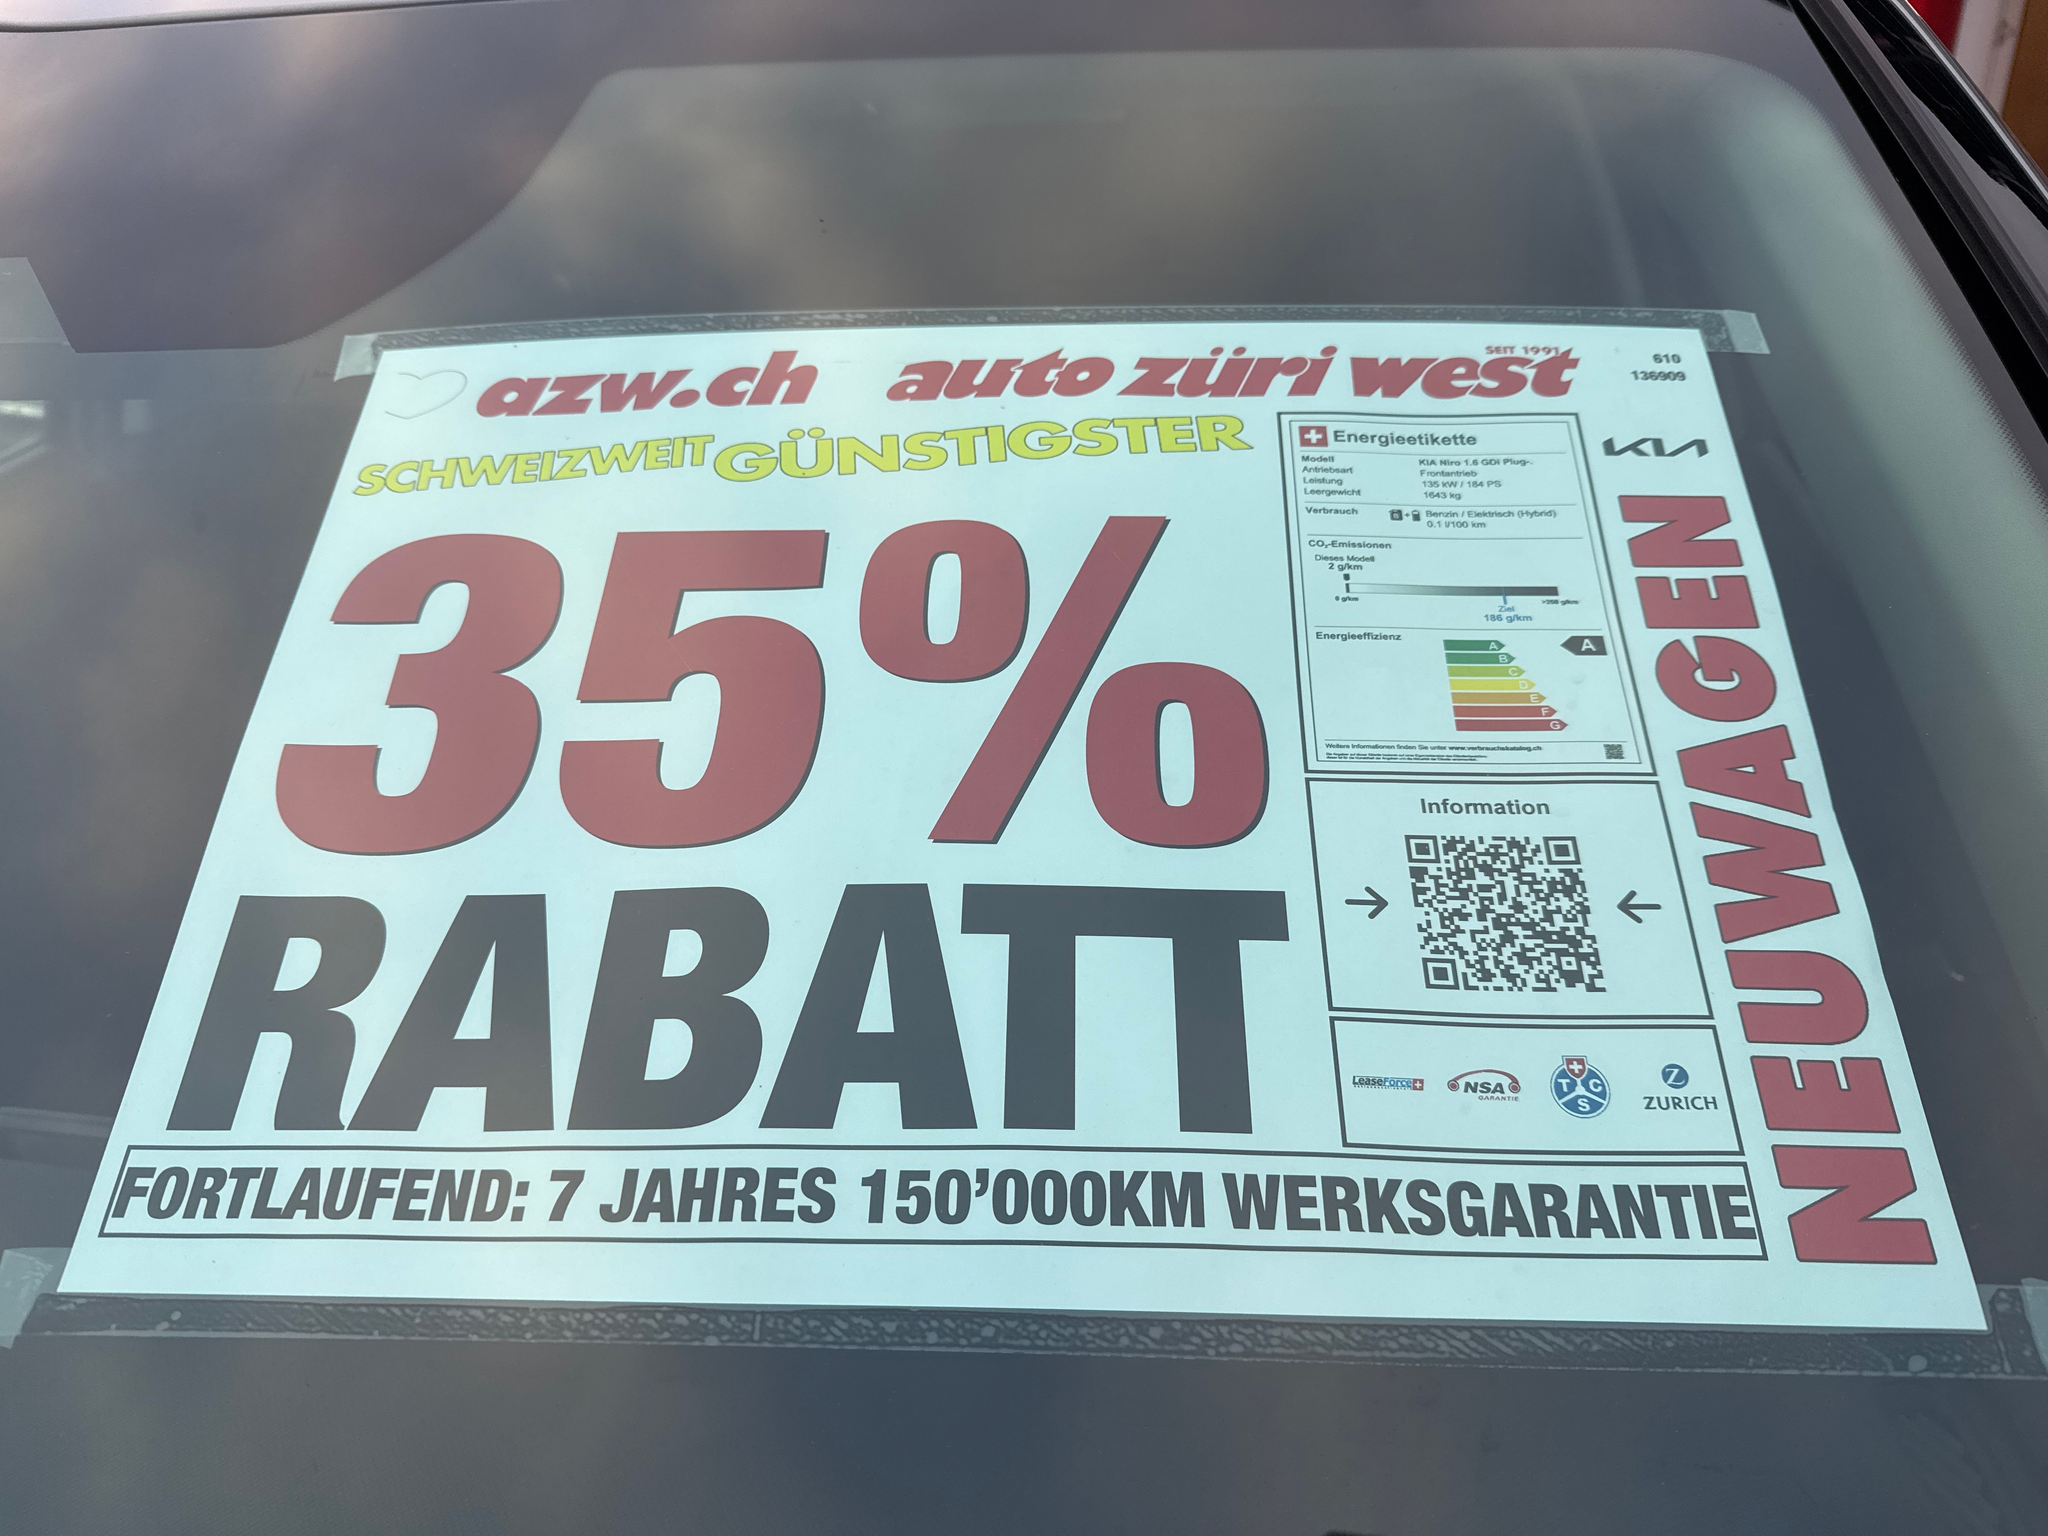 azw.ch auto züri west
SEIT 1991
610
136909
SCHWEIZWEIT GÜNSTIGSTER
35%
RABATT
FORTLAUFEND: 7 JAHRES 150’000KM WERKSGARANTIE
Energieetikette
Modell KIA Niro 1.6 GDi Plug-.
Antriebsart Frontantrieb
Leistung 135 kW / 184 PS
Leergewicht 1643 kg
Verbrauch Benzin / Elektrisch (Hybrid)
0.1 l/100 km
CO₂-Emissionen
Dieses Modell
2 g/km
0 g/km
Ziel
186 g/km
Energieeffizienz
A
A
B
C
D
E
F
G
Weitere Informationen finden Sie unter www.verbrauchskatalog.ch
Information
LeaseForce
NSA
GARANTIE
TCS
Z
ZURICH
KIA
NEUWAGEN